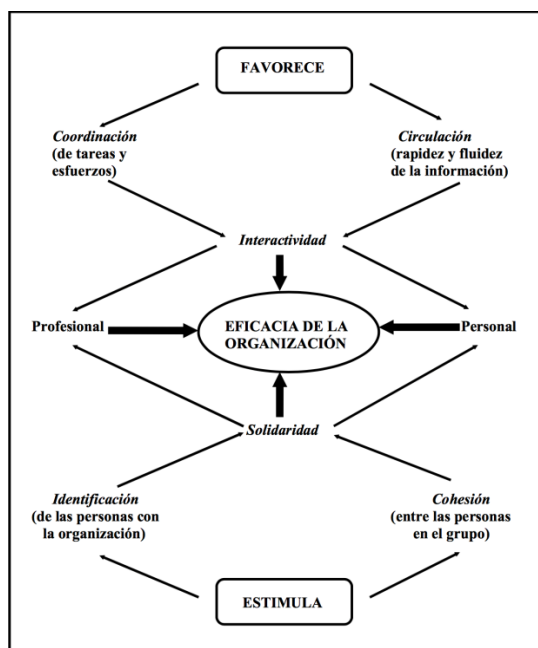 FAVORECE
Coordinación
(de tareas y
esfuerzos)
Circulación
(rapidez y fluidez
de la información)
Interactividad
Profesional
EFICACIA DE LA
ORGANIZACIÓN
Personal
Solidaridad
Identificación
(de las personas con
la organización)
Cohesión
(entre las personas
en el grupo)
ESTIMULA